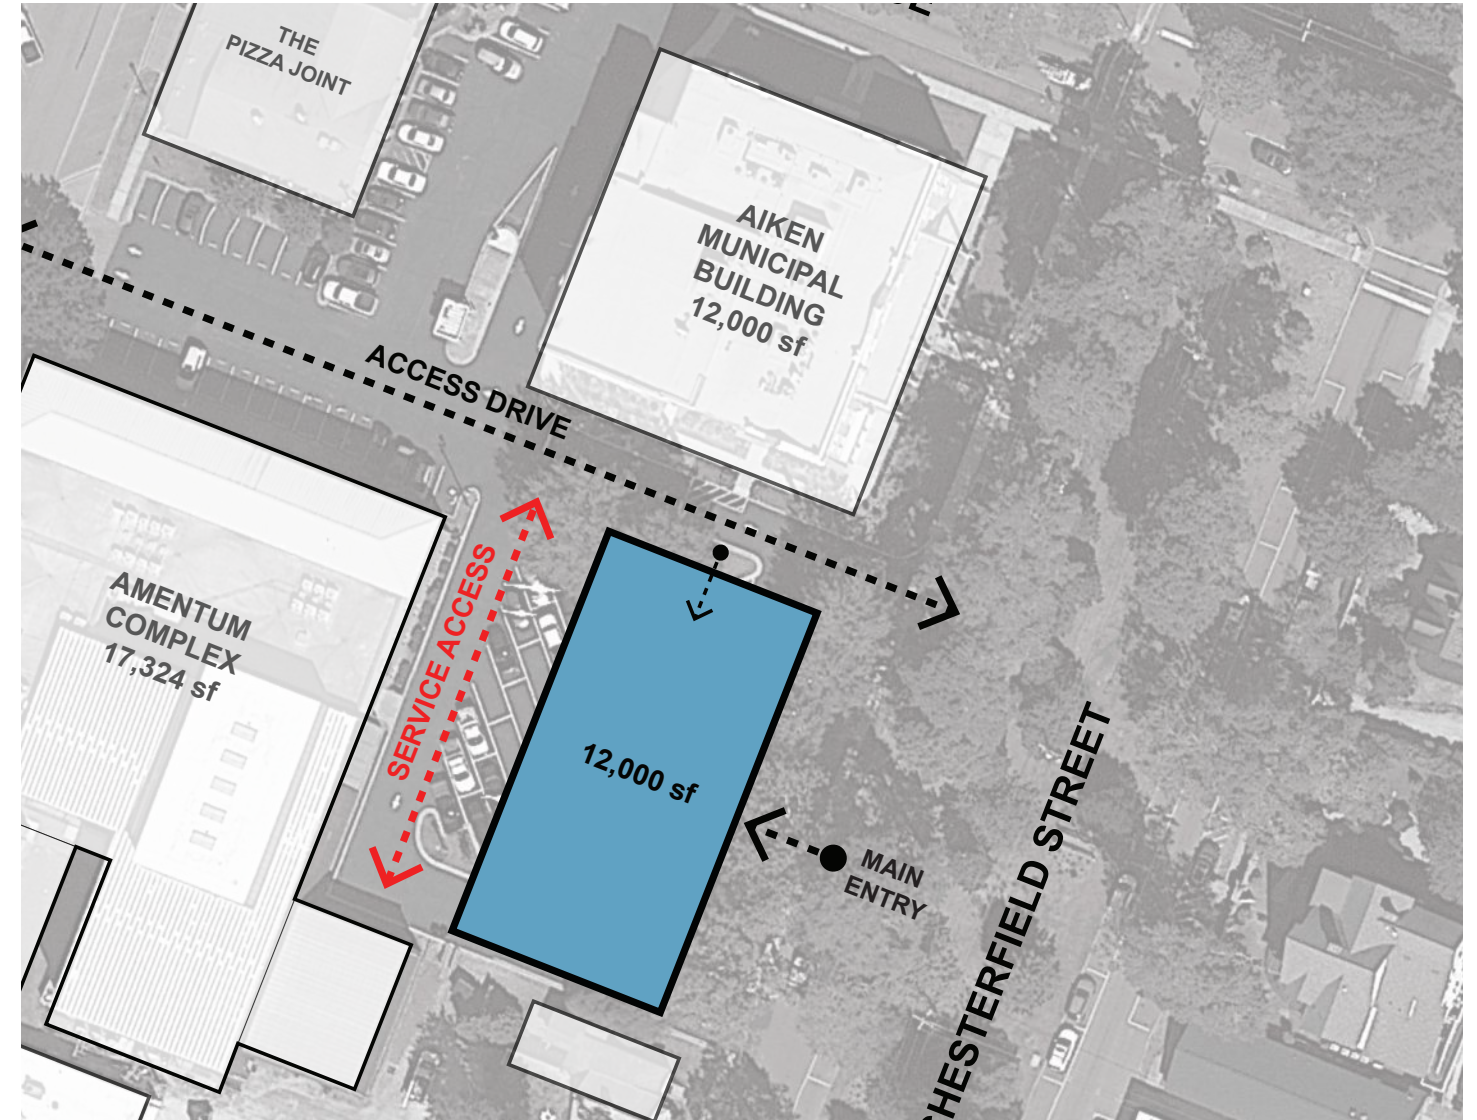 THE
PIZZA JOINT
AIKEN
MUNICIPAL
BUILDING
12,000 sf
ACCESS DRIVE
AMENTUM
COMPLEX
17,324 sf
SERVICE ACCESS
12,000 sf
MAIN
ENTRY
HESTERFIELD STREET